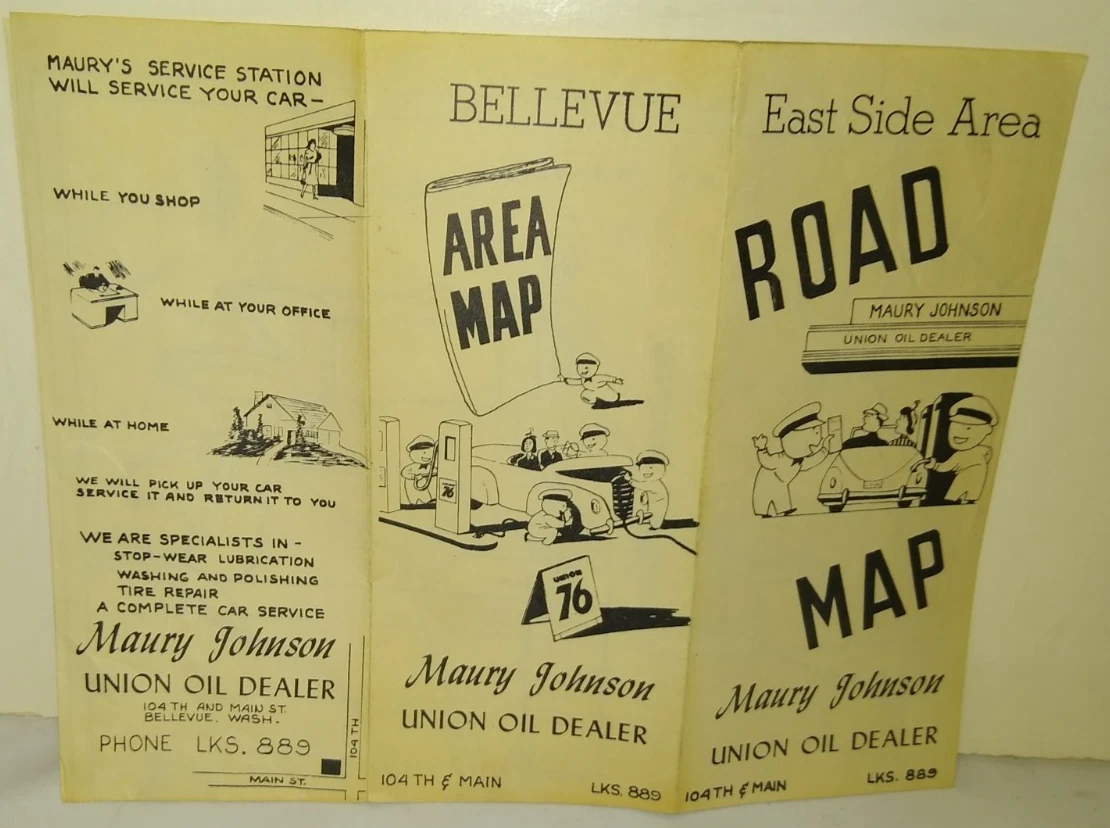 MAURY'S SERVICE STATION
WILL SERVICE YOUR CAR-
WHILE YOU SHOP
WHILE AT YOUR OFFICE
WHILE AT HOME
WE WILL PICK UP YOUR CAR
SERVICE IT AND RETURN IT TO YOU
WE ARE SPECIALISTS IN -
STOP-WEAR LUBRICATION
WASHING AND POLISHING
TIRE REPAIR
A COMPLETE CAR SERVICE
Maury Johnson
UNION OIL DEALER
104TH AND MAIN ST.
BELLEVUE. WASH.
PHONE LKS. 889
104TH
MAIN ST.
BELLEVUE
AREA
MAP
76
UNION
76
Maury Johnson
UNION OIL DEALER
104TH & MAIN
LKS. 889
East Side Area
ROAD
MAURY JOHNSON
UNION OIL DEALER
MAP
Maury Johnson
UNION OIL DEALER
104TH & MAIN
LKS. 889